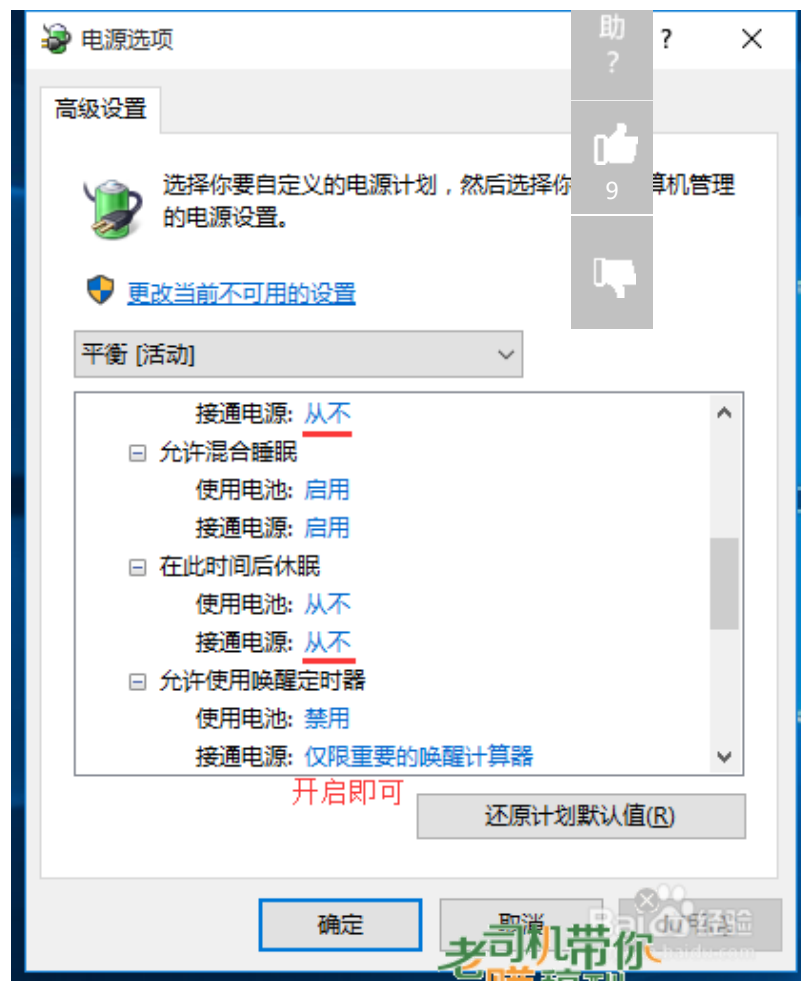 电源选项
助
?
?
高级设置
选择你要自定义的电源计划，然后选择你
算机管理
的电源设置。
9
更改当前不可用的设置
平衡 [活动]
接通电源: 从不
允许混合睡眠
使用电池: 启用
接通电源: 启用
在此时间后休眠
使用电池: 从不
接通电源: 从不
允许使用唤醒定时器
使用电池: 禁用
接通电源: 仅限重要的唤醒计算器
开启即可
还原计划默认值(R)
确定
取消
Bai du 经验
baidu.com
老司机带你